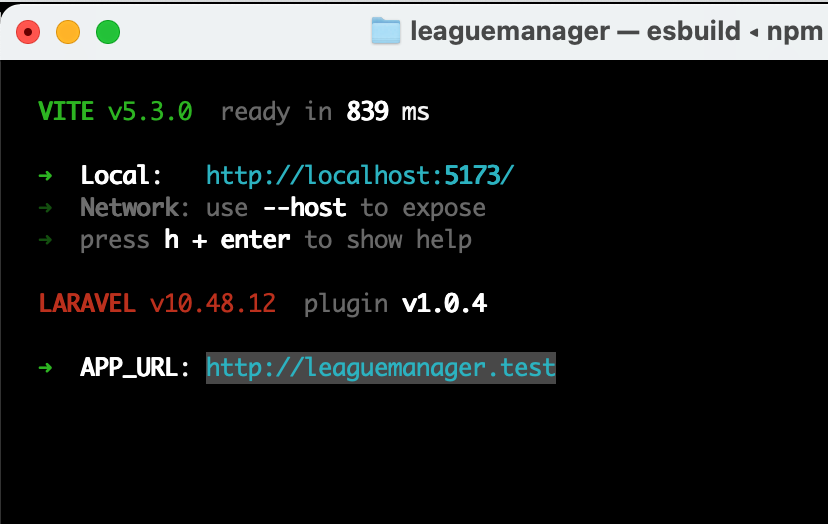 leaguemanager — esbuild ◂ npm
VITE v5.3.0  ready in 839 ms
➜  Local:   http://localhost:5173/
➜  Network: use --host to expose
➜  press h + enter to show help
LARAVEL v10.48.12  plugin v1.0.4
➜  APP_URL: http://leaguemanager.test